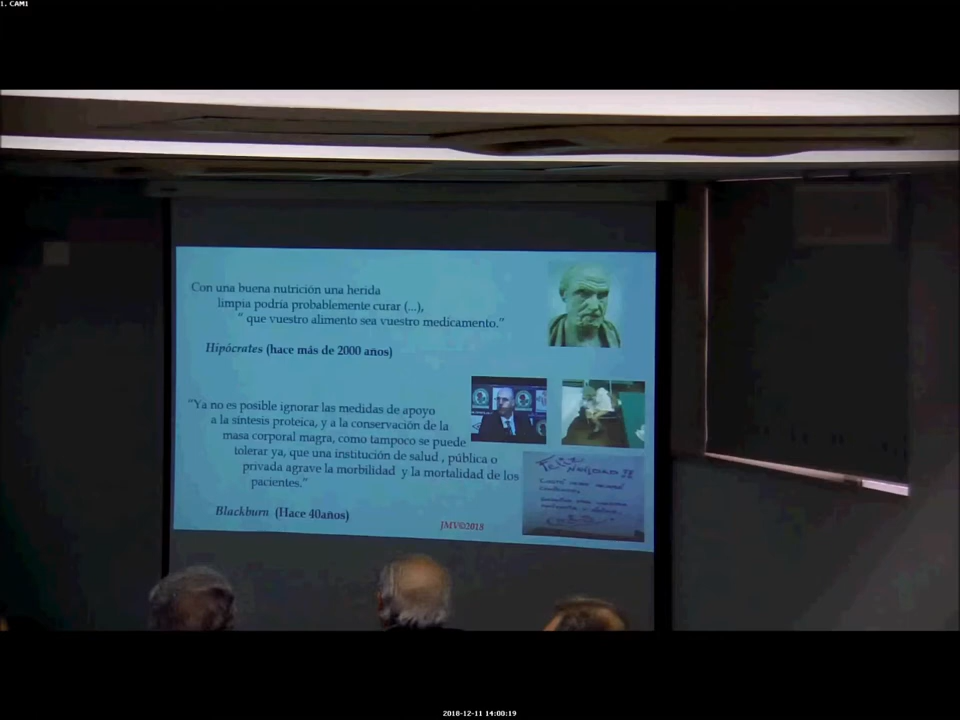 1. CAM1
Con una buena nutrición una herida
limpia podría probablemente curar (...),
" que vuestro alimento sea vuestro medicamento."
Hipócrates (hace más de 2000 años)
"Ya no es posible ignorar las medidas de apoyo
a la síntesis proteica, y a la conservación de la
masa corporal magra, como tampoco se puede
tolerar ya, que una institución de salud , pública o
privada agrave la morbilidad y la mortalidad de los
pacientes."
Blackburn (Hace 40años)
JMV©2018
2018-12-11 14:00:19